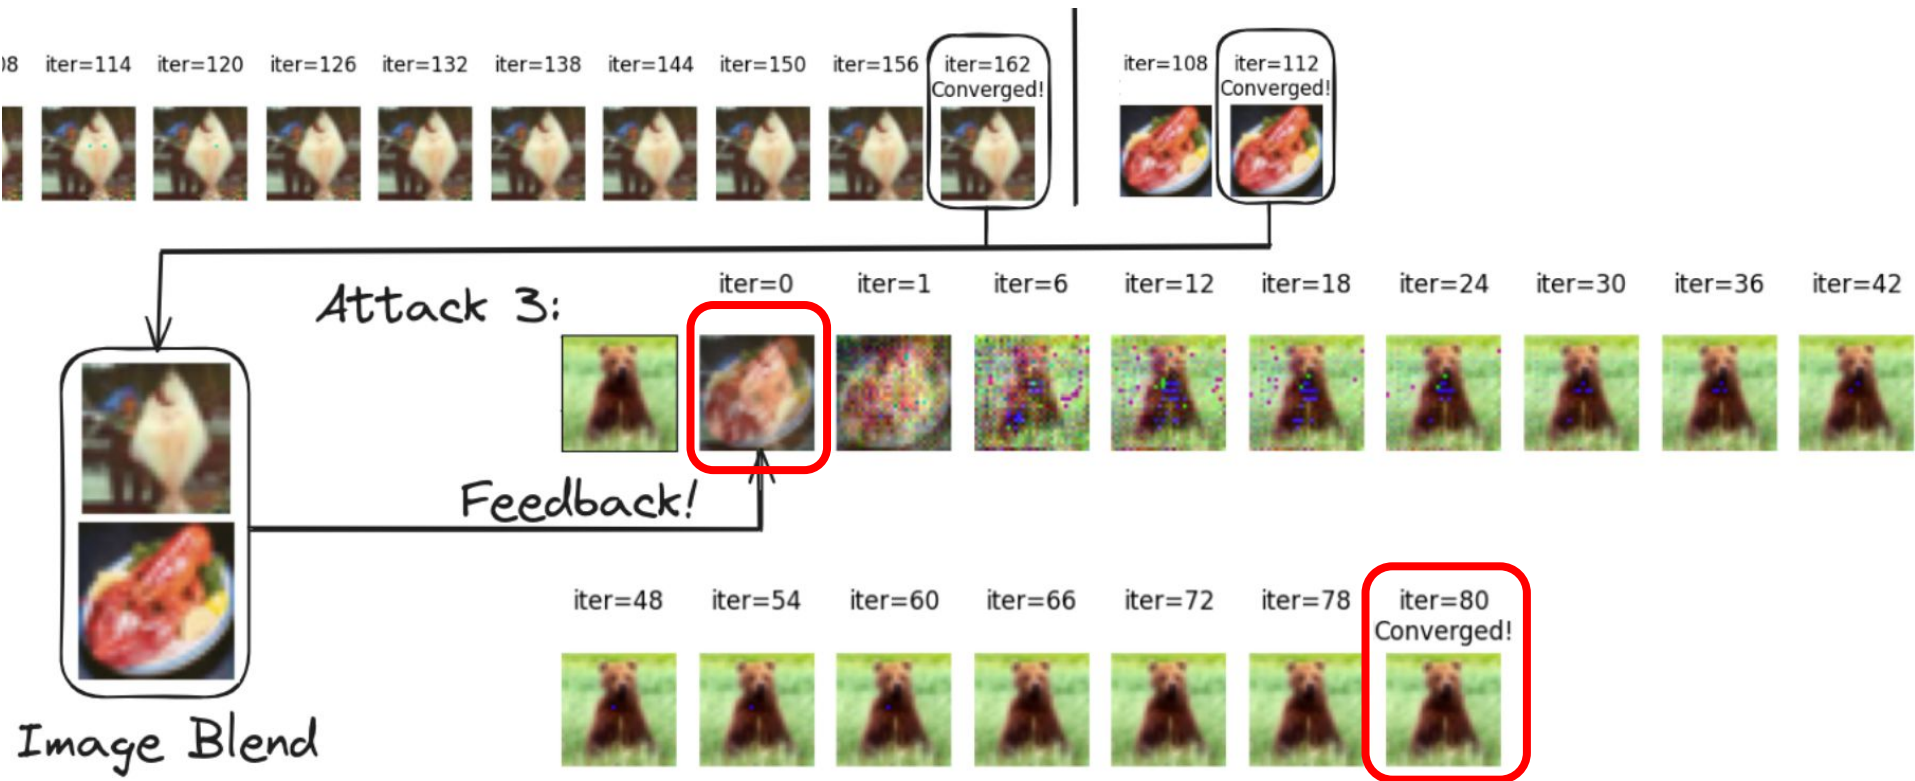 08 iter=114 iter=120 iter=126 iter=132 iter=138 iter=144 iter=150 iter=156 iter=162 iter=108 iter=112
Converged! Converged!
Attack 3:
iter=0 iter=1 iter=6 iter=12 iter=18 iter=24 iter=30 iter=36 iter=42
Feedback!
iter=48 iter=54 iter=60 iter=66 iter=72 iter=78 iter=80
Converged!
Image Blend